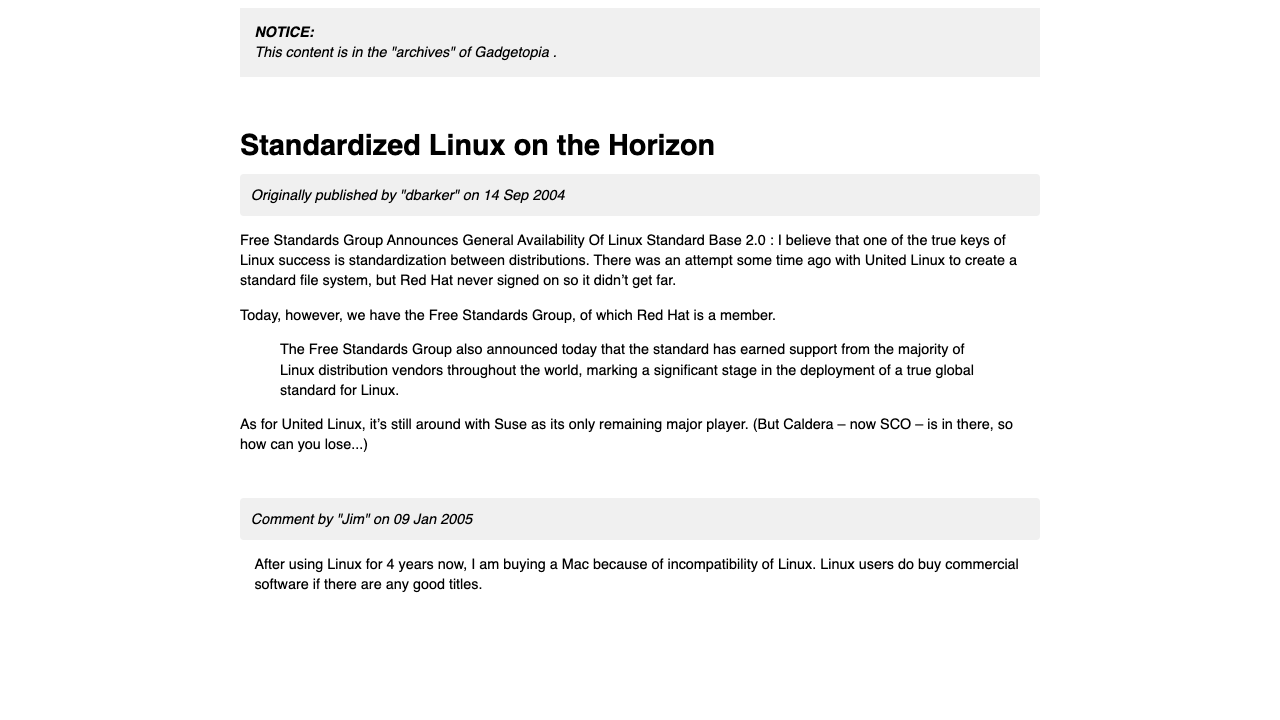 NOTICE:
This content is in the "archives" of Gadgetopia .
Standardized Linux on the Horizon
Originally published by "dbarker" on 14 Sep 2004
Free Standards Group Announces General Availability Of Linux Standard Base 2.0 : I believe that one of the true keys of
Linux success is standardization between distributions. There was an attempt some time ago with United Linux to create a
standard file system, but Red Hat never signed on so it didn’t get far.
Today, however, we have the Free Standards Group, of which Red Hat is a member.
The Free Standards Group also announced today that the standard has earned support from the majority of
Linux distribution vendors throughout the world, marking a significant stage in the deployment of a true global
standard for Linux.
As for United Linux, it’s still around with Suse as its only remaining major player. (But Caldera – now SCO – is in there, so
how can you lose...)
Comment by "Jim" on 09 Jan 2005
After using Linux for 4 years now, I am buying a Mac because of incompatibility of Linux. Linux users do buy commercial
software if there are any good titles.